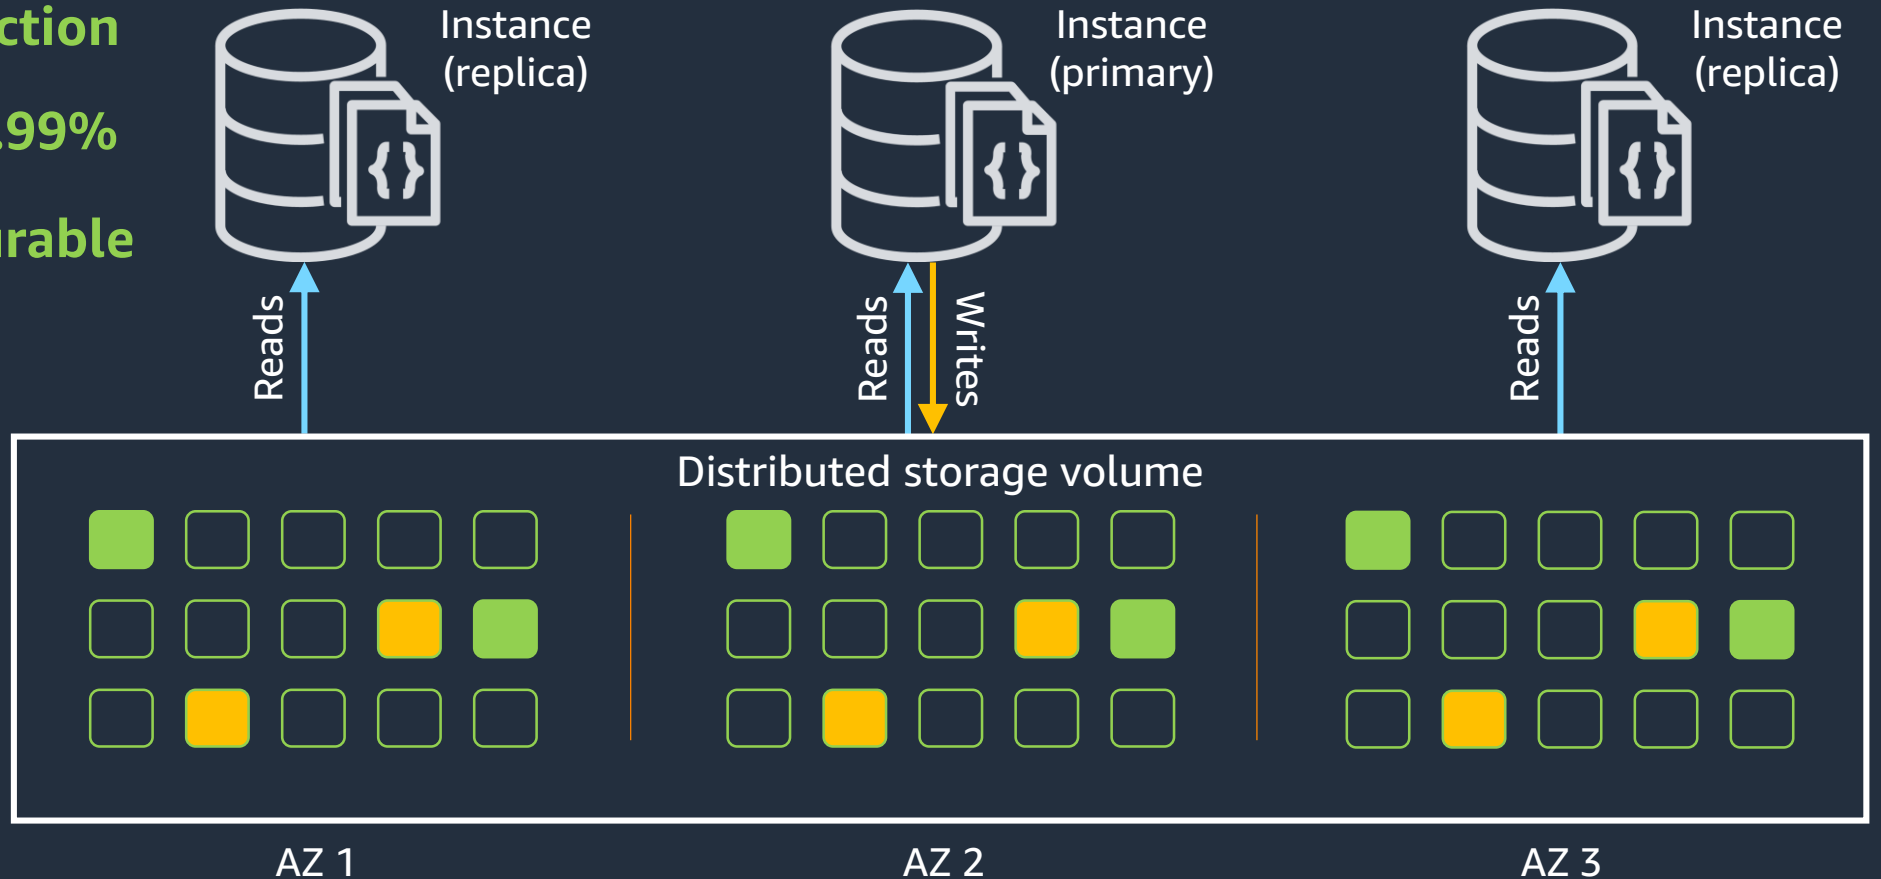 ction
.99%
urable
Instance
(replica)
Instance
(primary)
Instance
(replica)
{}
{}
{}
Reads
Reads
Writes
Reads
Distributed storage volume
AZ 1
AZ 2
AZ 3